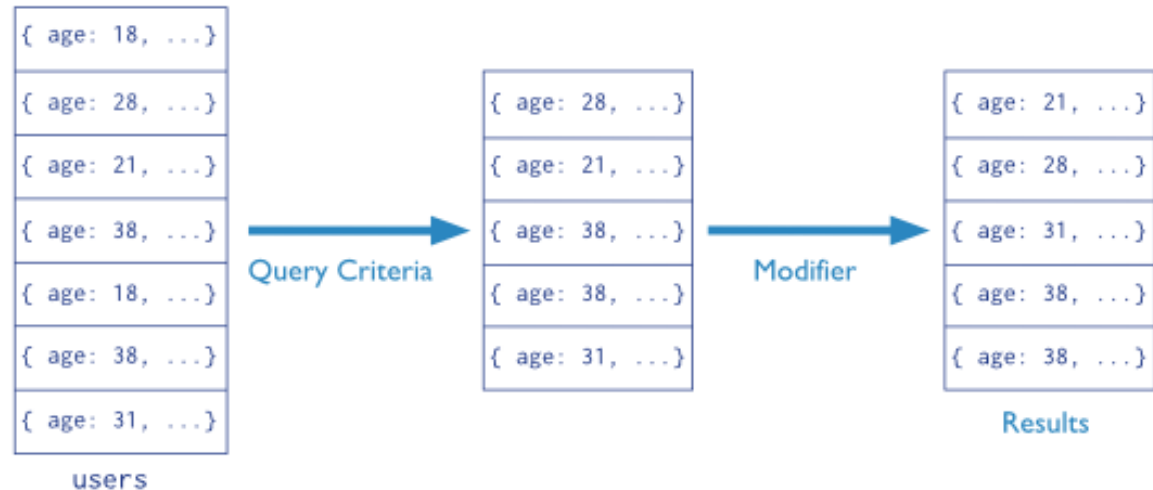 { age: 18, ...}
{ age: 28, ...}
{ age: 21, ...}
{ age: 38, ...}
{ age: 18, ...}
{ age: 38, ...}
{ age: 31, ...}
users
Query Criteria
{ age: 28, ...}
{ age: 21, ...}
{ age: 38, ...}
{ age: 38, ...}
{ age: 31, ...}
Modifier
{ age: 21, ...}
{ age: 28, ...}
{ age: 31, ...}
{ age: 38, ...}
{ age: 38, ...}
Results